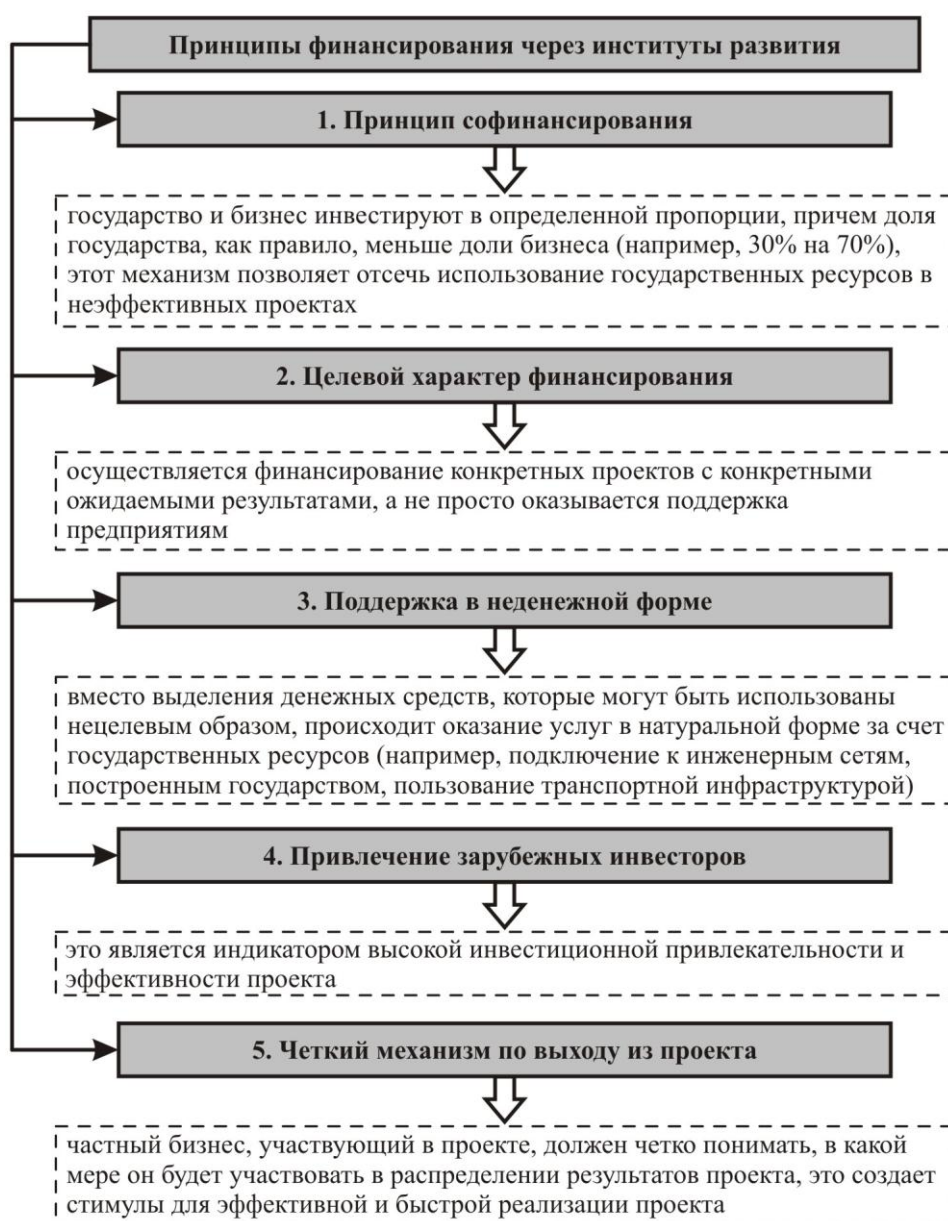 Принципы финансирования через институты развития
1. Принцип софинансирования
государство и бизнес инвестируют в определенной пропорции, причем доля
государства, как правило, меньше доли бизнеса (например, 30% на 70%),
этот механизм позволяет отсечь использование государственных ресурсов в
неэффективных проектах
2. Целевой характер финансирования
осуществляется финансирование конкретных проектов с конкретными
ожидаемыми результатами, а не просто оказывается поддержка
предприятиям
3. Поддержка в неденежной форме
вместо выделения денежных средств, которые могут быть использованы
нецелевым образом, происходит оказание услуг в натуральной форме за счет
государственных ресурсов (например, подключение к инженерным сетям,
построенным государством, пользование транспортной инфраструктурой)
4. Привлечение зарубежных инвесторов
это является индикатором высокой инвестиционной привлекательности и
эффективности проекта
5. Четкий механизм по выходу из проекта
частный бизнес, участвующий в проекте, должен четко понимать, в какой
мере он будет участвовать в распределении результатов проекта, это создает
стимулы для эффективной и быстрой реализации проекта